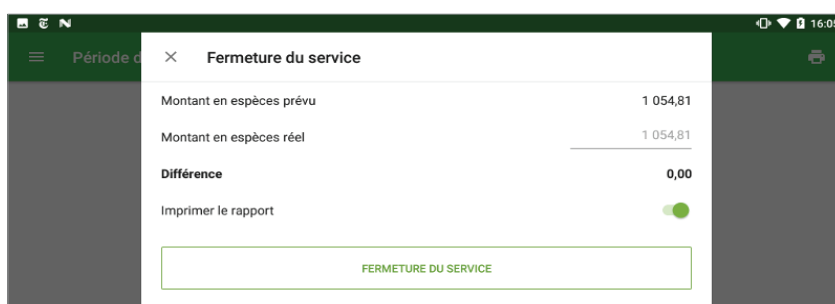 16:05
Période d
Fermeture du service
Montant en espèces prévu 1 054,81
Montant en espèces réel 1 054,81
Différence 0,00
Imprimer le rapport
FERMETURE DU SERVICE